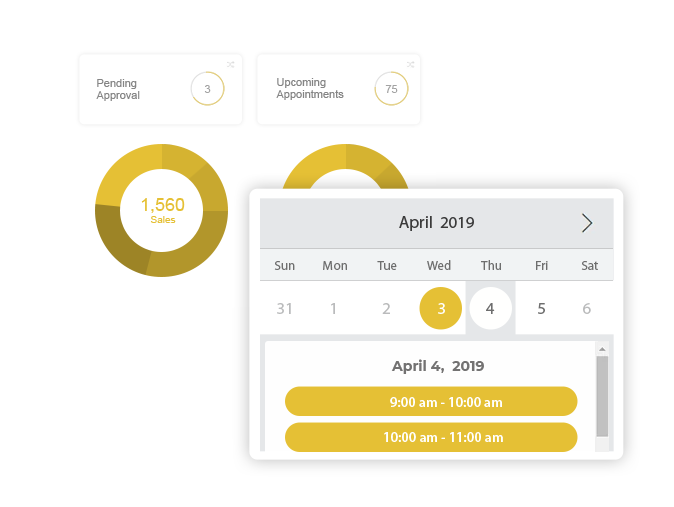 Pending
Approval
3
Upcoming
Appointments
75
1,560
Sales
April 2019
Sun Mon Tue Wed Thu Fri Sat
31 1 2 3 4 5 6
April 4, 2019
9:00 am - 10:00 am
10:00 am - 11:00 am